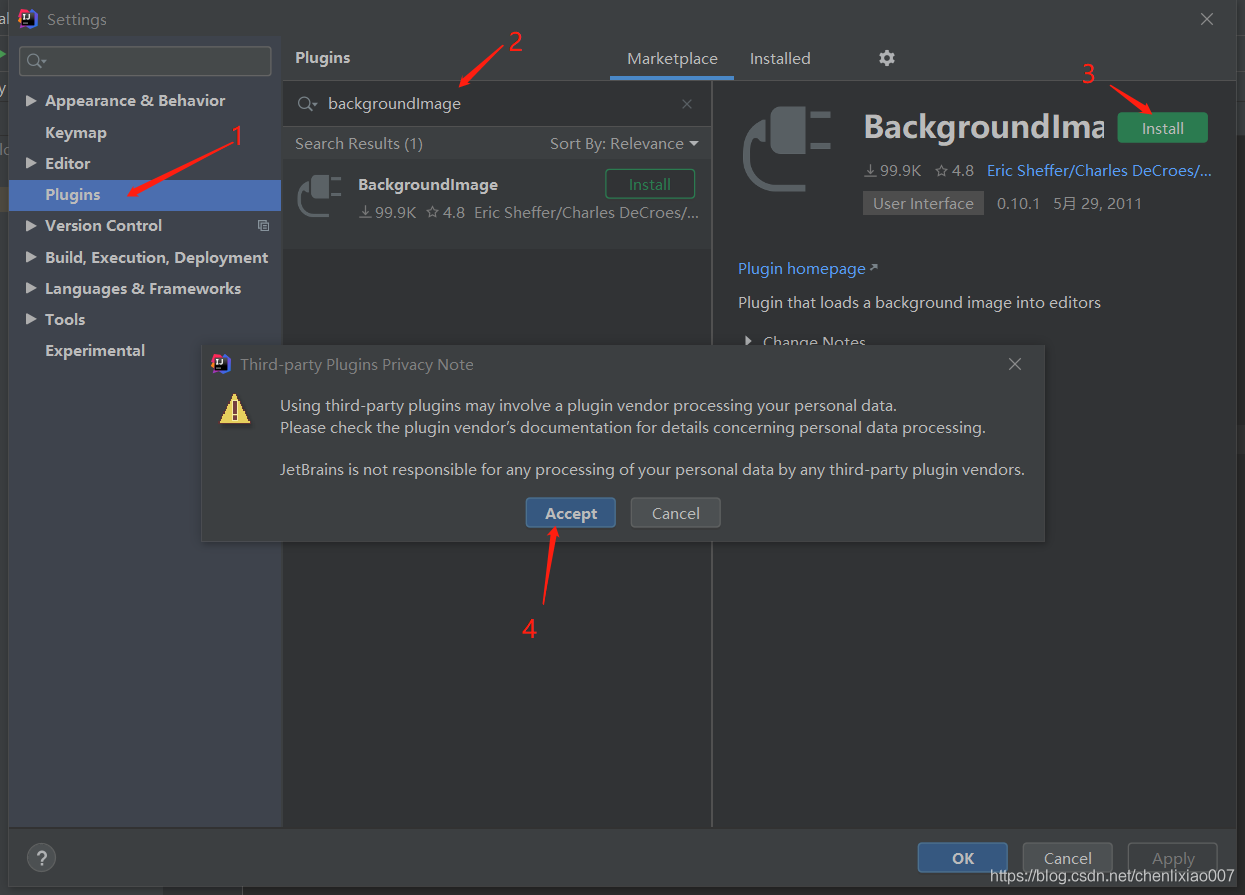 Settings
Appearance & Behavior
Keymap
Editor
Plugins
Version Control
Build, Execution, Deployment
Languages & Frameworks
Tools
Experimental
1
Plugins
Marketplace
Installed
2
backgroundImage
Search Results (1)
Sort By: Relevance
BackgroundImage
Install
99.9K 4.8 Eric Sheffer/Charles DeCroes/...
3
BackgroundIma
Install
99.9K 4.8 Eric Sheffer/Charles DeCroes/...
User Interface 0.10.1 5月 29, 2011
Plugin homepage
Plugin that loads a background image into editors
Change Notes
Third-party Plugins Privacy Note
Using third-party plugins may involve a plugin vendor processing your personal data.
Please check the plugin vendor's documentation for details concerning personal data processing.
JetBrains is not responsible for any processing of your personal data by any third-party plugin vendors.
Accept
Cancel
4
?
OK
Cancel
Apply
https://blog.csdn.net/chenlixiao007